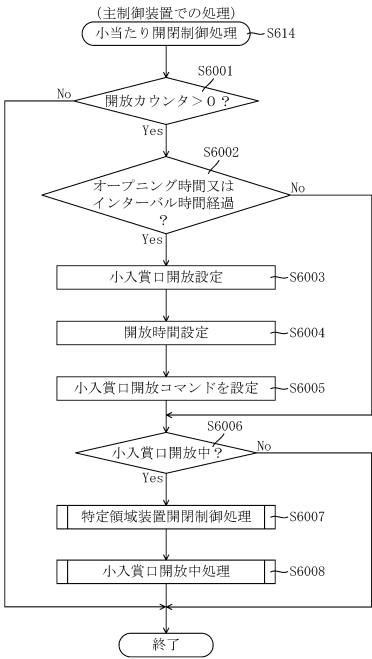 (主制御装置での処理)
小当たり開閉制御処理
S614
S6001
開放カウンタ>0?
No
Yes
S6002
オープニング時間又は
インターバル時間経過
?
No
Yes
小入賞口開放設定
S6003
開放時間設定
S6004
小入賞口開放コマンドを設定
S6005
S6006
小入賞口開放中?
No
Yes
特定領域装置開閉制御処理
S6007
小入賞口開放中処理
S6008
終了